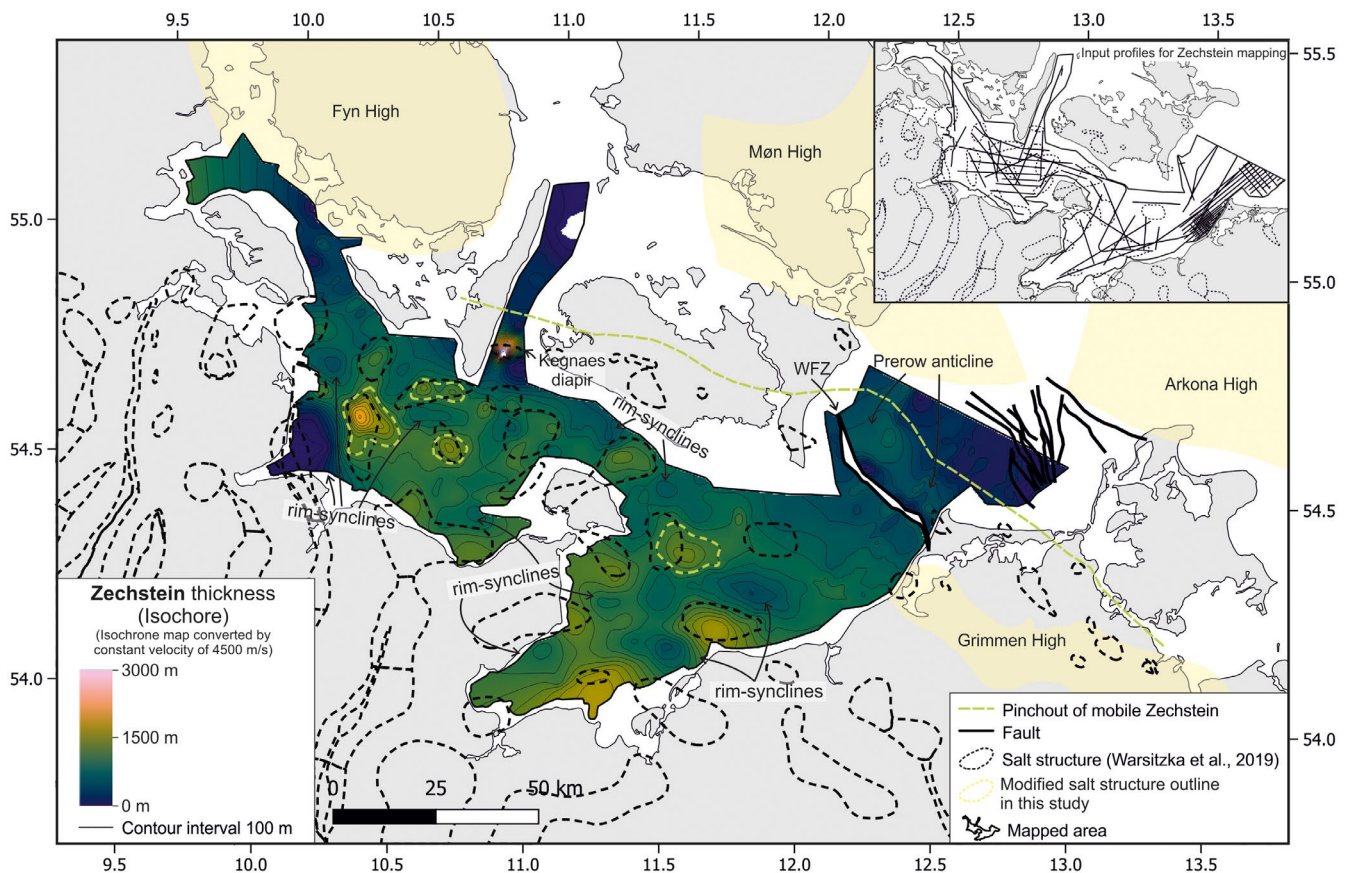 9.5 10.0 10.5 11.0 11.5 12.0 12.5 13.0 13.5
Input profiles for Zechstein mapping
55.5
Fyn High
Møn High
55.0
55.0
Kegnaes
diapir
WFZ
Prerow anticline
Arkona High
rim-synclines
54.5
54.5
rim-synclines
rim-synclines
Grimmen High
54.0
rim-synclines
54.0
Zechstein thickness
(Isochore)
(Isochrone map converted by
constant velocity of 4500 m/s)
3000 m
1500 m
0 m
Contour interval 100 m
0 25 50 km
Pinchout of mobile Zechstein
Fault
Salt structure (Warsitzka et al., 2019)
Modified salt structure outline
in this study
Mapped area
9.5 10.0 10.5 11.0 11.5 12.0 12.5 13.0 13.5